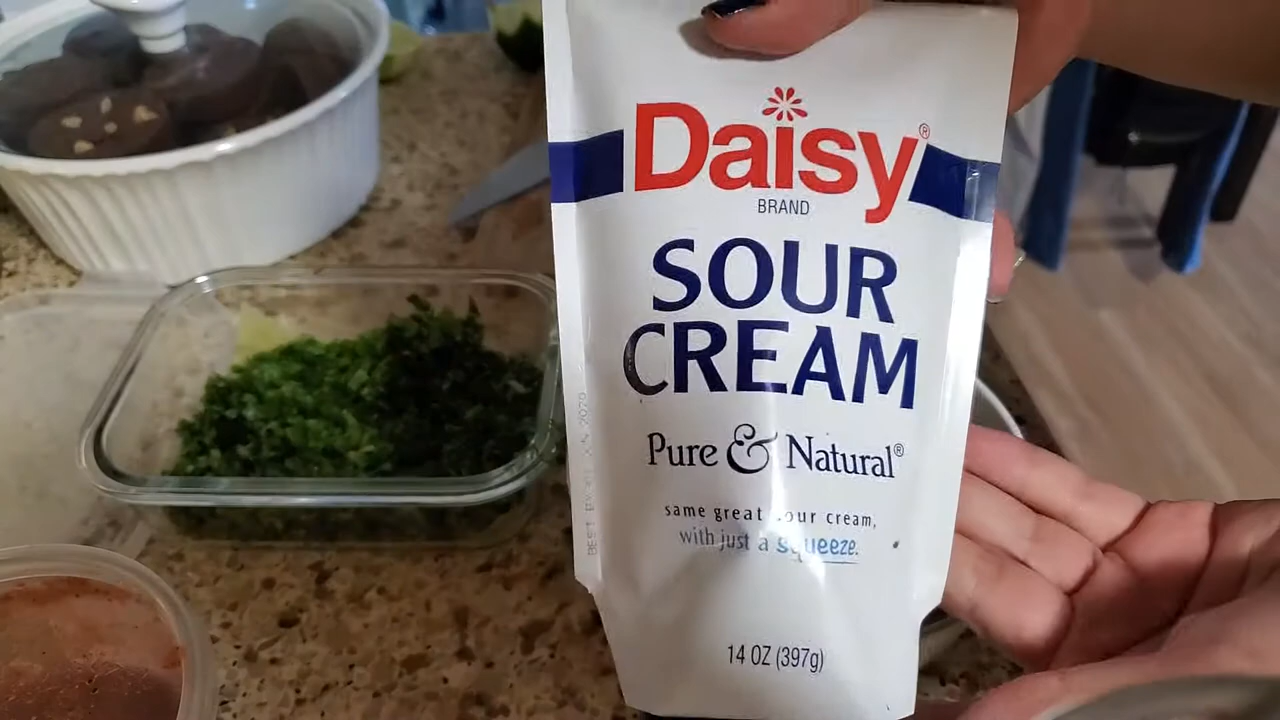 Daisy®
BRAND
SOUR
CREAM
Pure & Natural®
same great sour cream,
with just a squeeze.
14 OZ (397g)